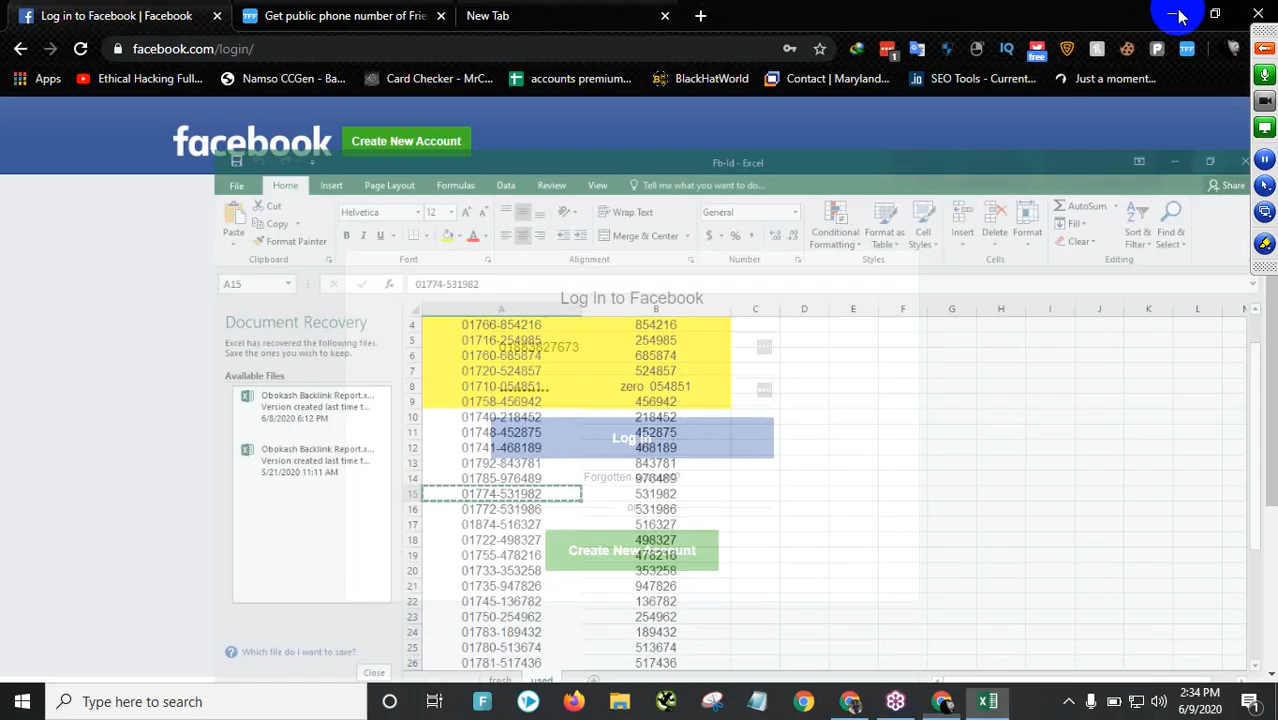 Log in to Facebook | Facebook
Get public phone number of Frie
New Tab
facebook.com/login/
1
free
Apps
Ethical Hacking Full...
Namso CCGen - Ba...
Card Checker - MrC...
accounts premium...
BlackHatWorld
Contact | Maryland...
SEO Tools - Current...
Just a moment...
facebook
Create New Account
Fb-Id - Excel
File
Home
Insert
Page Layout
Formulas
Data
Review
View
Tell me what you want to do...
Share
Paste
Cut
Copy
Format Painter
Helvetica
12
Wrap Text
Merge & Center
General
Conditional Formatting
Format as Table
Cell Styles
Insert
Delete
Format
AutoSum
Fill
Clear
Sort & Filter
Find & Select
Clipboard
Font
Alignment
Number
Styles
Cells
Editing
A15
01774-531982
Document Recovery
Excel has recovered the following files.
Save the ones you wish to keep.
Available Files
Obokash Backlink Report.x...
Version created last time t...
6/8/2020 6:12 PM
Obokash Backlink Report....
Version created last time t...
5/21/2020 11:11 AM
Which file do I want to save?
Close
A B C D E F G H I J K L
Log in to Facebook
4 01766-854216 854216
5 01716-254985 254985
6 01760-685874 685874
7 01720-524857 524857
8 01710-054851 zero 054851
9 01758-456942 456942
10 01740-218452 218452
11 01748-452875 452875
12 01741-468189 468189
13 01792-843781 843781
14 01785-976489 976489
15 01774-531982 531982
16 01772-531986 531986
17 01874-516327 516327
18 01722-498327 498327
19 01755-478216 478216
20 01733-353258 353258
21 01735-947826 947826
22 01745-136782 136782
23 01750-254962 254962
24 01783-189432 189432
25 01780-513674 513674
26 01781-517436 517436
Log In
Forgotten
or
Create New Account
fresh
used
Type here to search
2:34 PM
6/9/2020
1